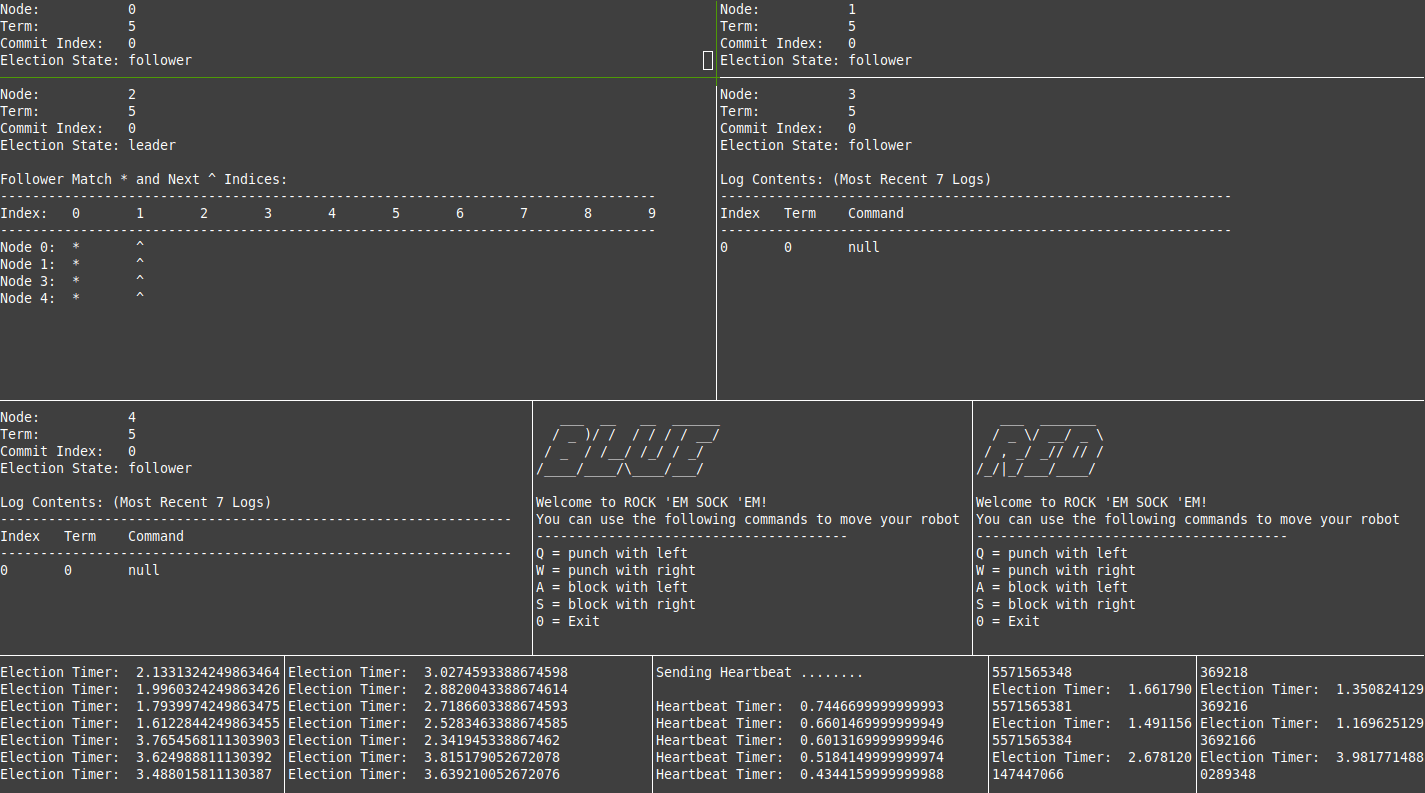 Node: 0
Term: 5
Commit Index: 0
Election State: follower
Node: 1
Term: 5
Commit Index: 0
Election State: follower
Node: 2
Term: 5
Commit Index: 0
Election State: leader
Follower Match * and Next ^ Indices:
----------------------------------------------------------------------------------
Index: 0 1 2 3 4 5 6 7 8 9
----------------------------------------------------------------------------------
Node 0: * ^
Node 1: * ^
Node 3: * ^
Node 4: * ^
Node: 3
Term: 5
Commit Index: 0
Election State: follower
Log Contents: (Most Recent 7 Logs)
----------------------------------------------------------------
Index Term Command
----------------------------------------------------------------
0 0 null
Node: 4
Term: 5
Commit Index: 0
Election State: follower
Log Contents: (Most Recent 7 Logs)
----------------------------------------------------------------
Index Term Command
----------------------------------------------------------------
0 0 null
BLUE
Welcome to ROCK 'EM SOCK 'EM!
You can use the following commands to move your robot
---------------------------------------
Q = punch with left
W = punch with right
A = block with left
S = block with right
0 = Exit
RED
Welcome to ROCK 'EM SOCK 'EM!
You can use the following commands to move your robot
---------------------------------------
Q = punch with left
W = punch with right
A = block with left
S = block with right
0 = Exit
Election Timer: 2.1331324249863464
Election Timer: 1.9960324249863426
Election Timer: 1.7939974249863475
Election Timer: 1.6122844249863455
Election Timer: 3.7654568111303903
Election Timer: 3.624988811130392
Election Timer: 3.488015811130387
Election Timer: 3.0274593388674598
Election Timer: 2.8820043388674614
Election Timer: 2.7186603388674593
Election Timer: 2.5283463388674585
Election Timer: 2.341945338867462
Election Timer: 3.815179052672078
Election Timer: 3.639210052672076
Sending Heartbeat ........
Heartbeat Timer: 0.7446699999999993
Heartbeat Timer: 0.6601469999999949
Heartbeat Timer: 0.6013169999999946
Heartbeat Timer: 0.5184149999999974
Heartbeat Timer: 0.4344159999999988
5571565348
Election Timer: 1.661790
5571565381
Election Timer: 1.491156
5571565384
Election Timer: 2.678120
147447066
369218
Election Timer: 1.350824129
369216
Election Timer: 1.169625129
3692166
Election Timer: 3.981771488
0289348